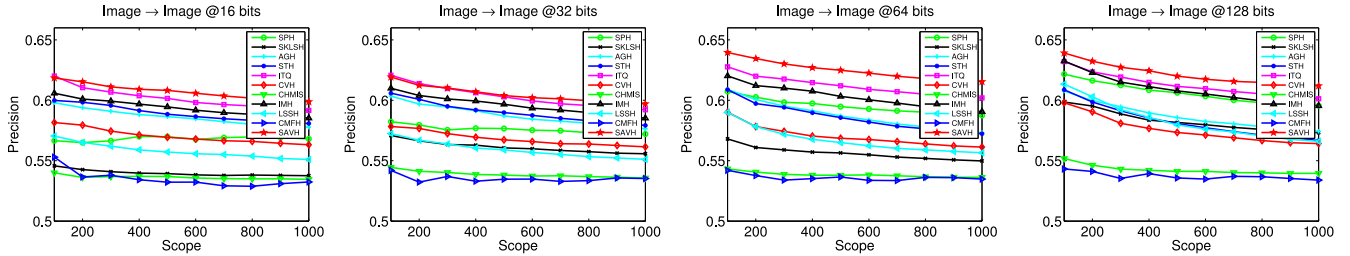 Image → Image @16 bits
0.65
0.6
0.55
0.5
Precision
200
400
600
800
1000
Scope
SPH
SKLSH
AGH
STH
ITQ
CVH
CHMIS
IMH
LSSH
CMFH
SAVH
Image → Image @32 bits
0.65
0.6
0.55
0.5
Precision
200
400
600
800
1000
Scope
SPH
SKLSH
AGH
STH
ITQ
CVH
CHMIS
IMH
LSSH
CMFH
SAVH
Image → Image @64 bits
0.65
0.6
0.55
0.5
Precision
200
400
600
800
1000
Scope
SPH
SKLSH
AGH
STH
ITQ
CVH
CHMIS
IMH
LSSH
CMFH
SAVH
Image → Image @128 bits
0.65
0.6
0.55
0.5
Precision
200
400
600
800
1000
Scope
SPH
SKLSH
AGH
STH
ITQ
CVH
CHMIS
IMH
LSSH
CMFH
SAVH